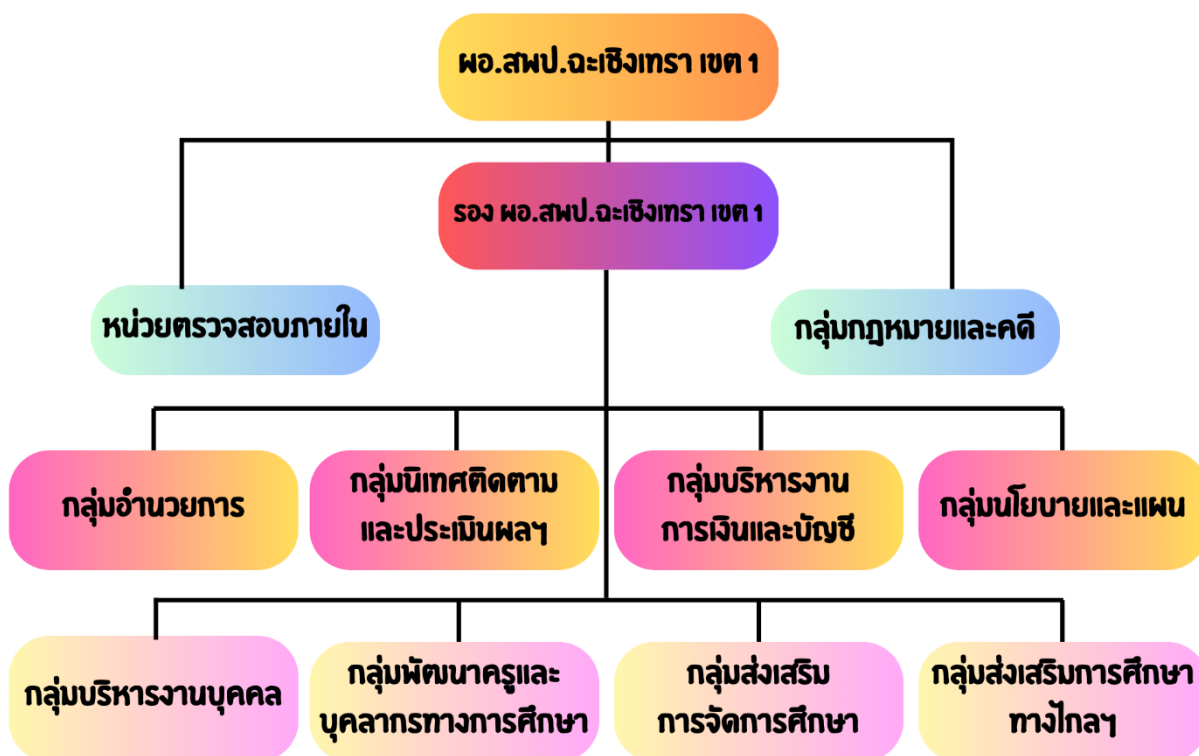 ผอ.สพป.ฉะเชิงเทรา เขต 1
รอง ผอ.สพป.ฉะเชิงเทรา เขต 1
หน่วยตรวจสอบภายใน
กลุ่มกฎหมายและคดี
กลุ่มอำนวยการ
กลุ่มนิเทศติดตาม
และประเมินผลฯ
กลุ่มบริหารงาน
การเงินและบัญชี
กลุ่มนโยบายและแผน
กลุ่มบริหารงานบุคคล
กลุ่มพัฒนาครูและ
บุคลากรทางการศึกษา
กลุ่มส่งเสริม
การจัดการศึกษา
กลุ่มส่งเสริมการศึกษา
ทางไกลฯ